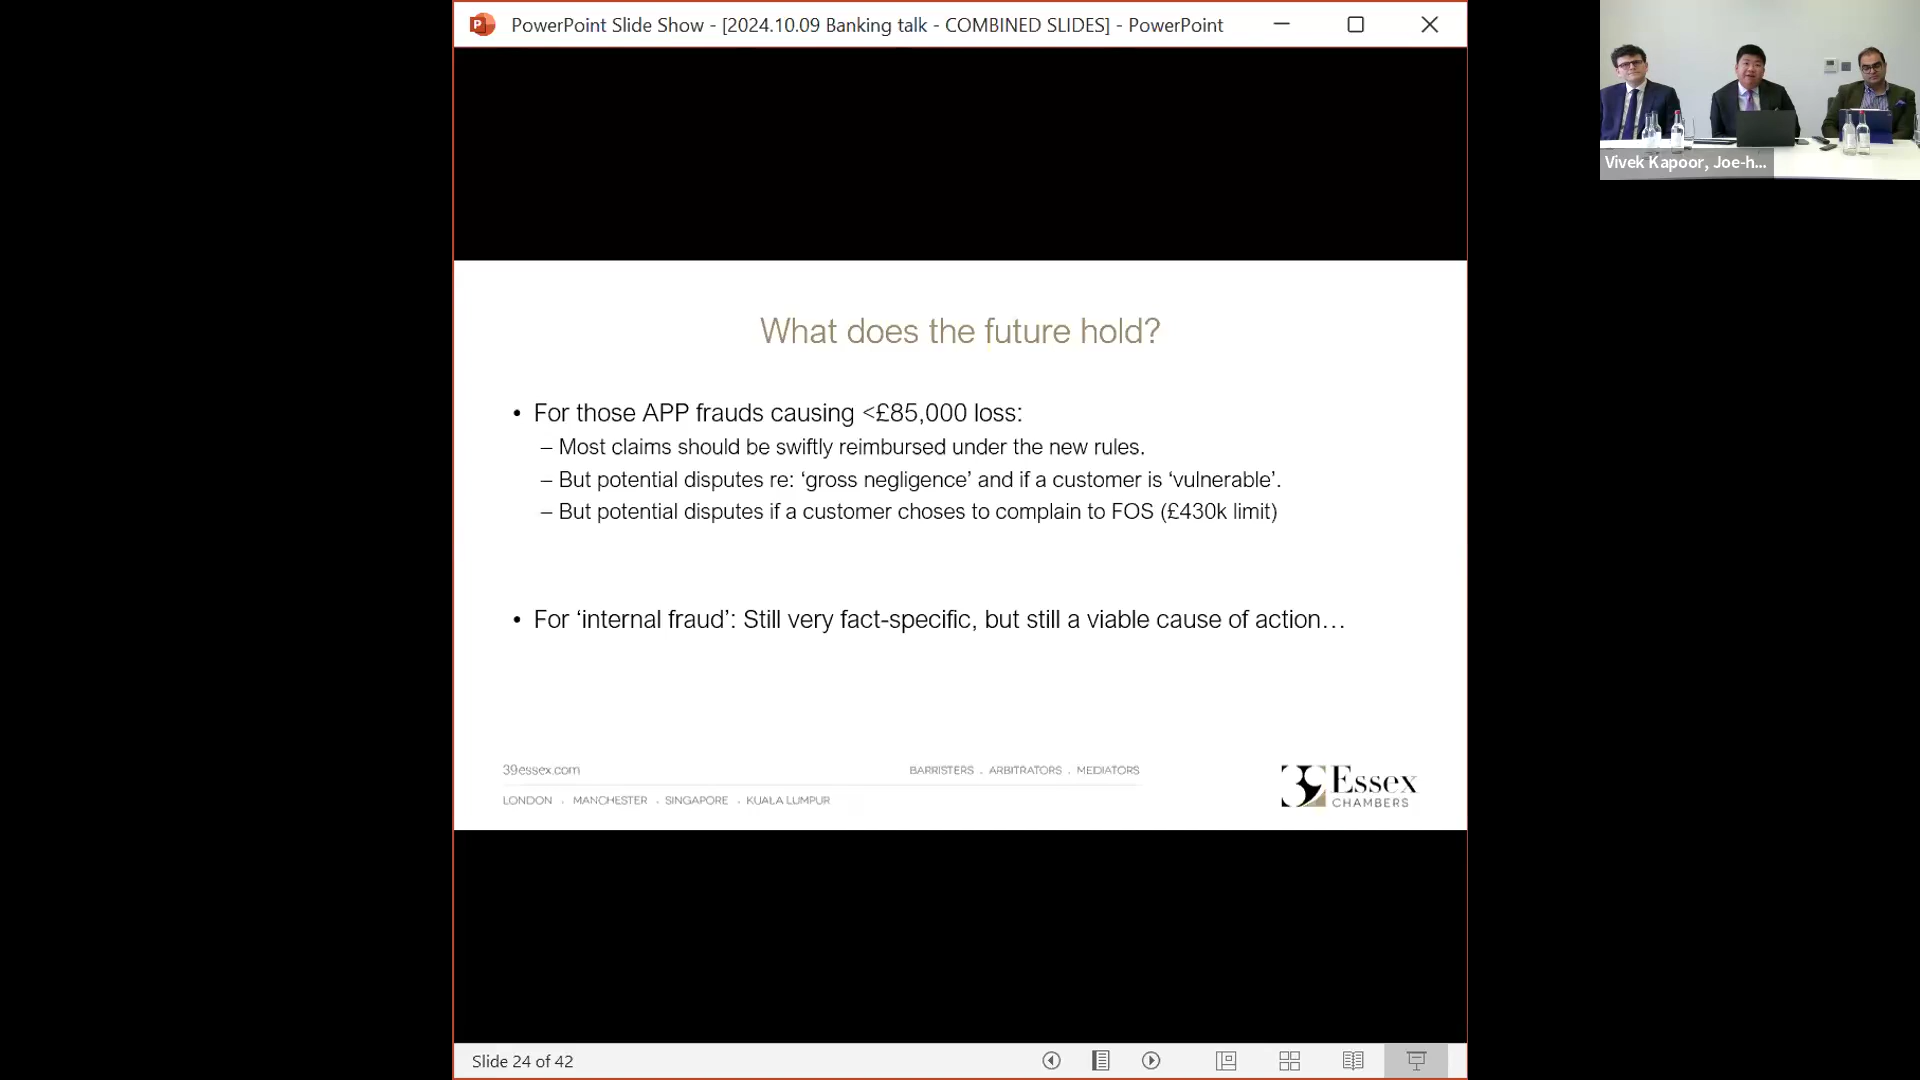 PowerPoint Slide Show - [2024.10.09 Banking talk - COMBINED SLIDES] - PowerPoint
Vivek Kapoor, Joe-h...
What does the future hold?
• For those APP frauds causing <£85,000 loss:
– Most claims should be swiftly reimbursed under the new rules.
– But potential disputes re: ‘gross negligence’ and if a customer is ‘vulnerable’.
– But potential disputes if a customer choses to complain to FOS (£430k limit)
• For ‘internal fraud’: Still very fact-specific, but still a viable cause of action…
39essex.com
BARRISTERS . ARBITRATORS . MEDIATORS
LONDON . MANCHESTER . SINGAPORE . KUALA LUMPUR
39 Essex
CHAMBERS
Slide 24 of 42